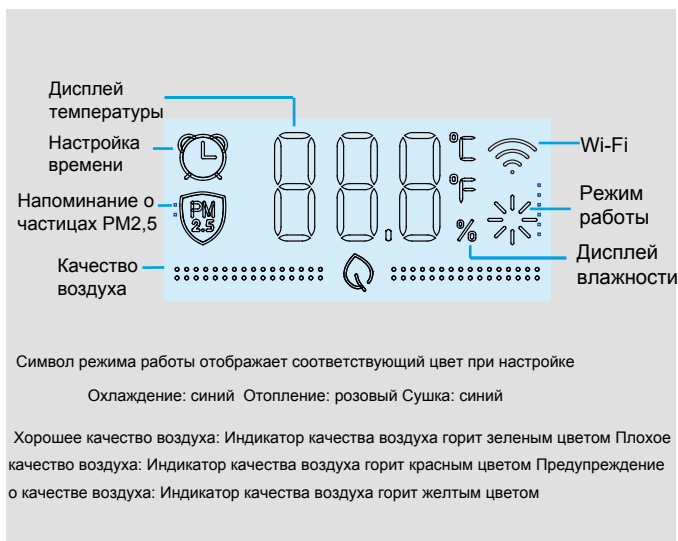 Дисплей
температуры
Настройка
времени
Напоминание о
частицах PM2,5
Качество
воздуха
PM
2.5
888
.
°C
°F
%
Wi-Fi
Режим
работы
Дисплей
влажности
Символ режима работы отображает соответствующий цвет при настройке
Охлаждение: синий Отопление: розовый Сушка: синий
Хорошее качество воздуха: Индикатор качества воздуха горит зеленым цветом Плохое
качество воздуха: Индикатор качества воздуха горит красным цветом Предупреждение
о качестве воздуха: Индикатор качества воздуха горит желтым цветом